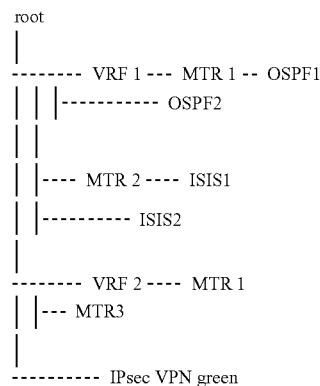 root
VRF 1 ---- MTR 1 -- OSPF1
OSPF2
MTR 2 ----- ISIS1
ISIS2
VRF 2 ----- MTR 1
MTR3
IPsec VPN green